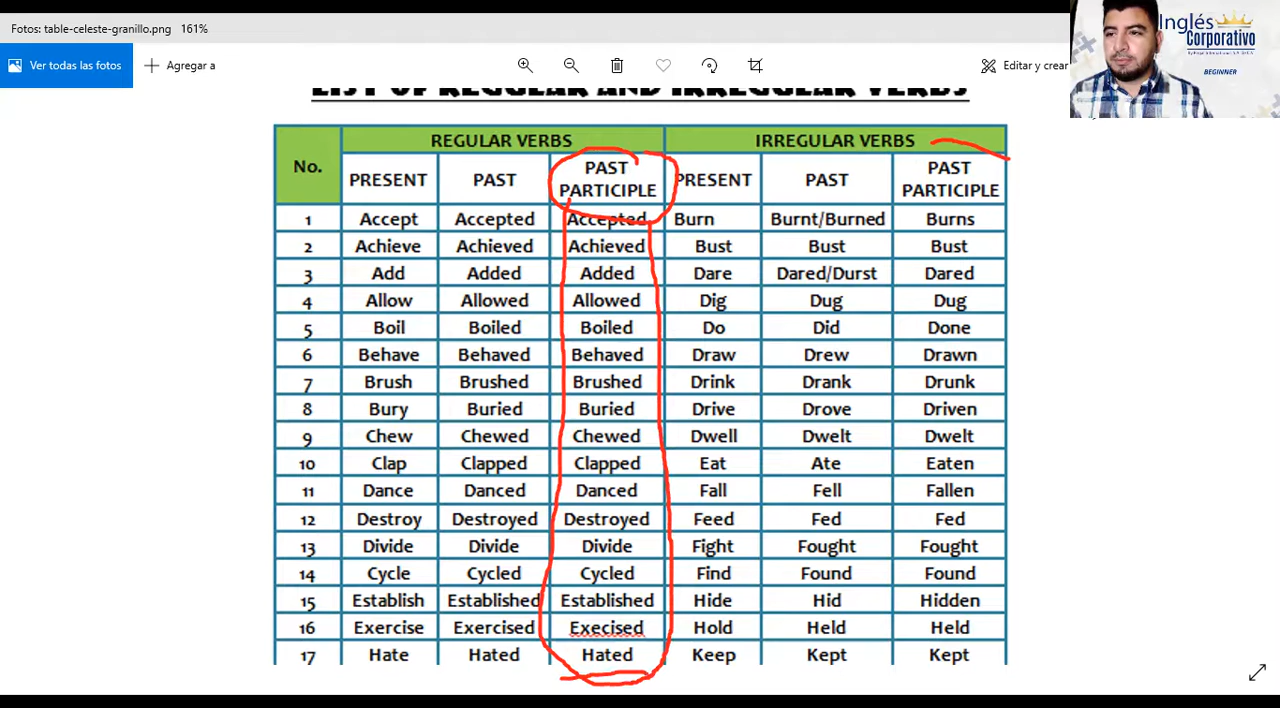 Fotos: table-celeste-granillo.png 161%
Ver todas las fotos Agregar a Editar y crear
Inglés
Corporativo
BEGINNER
LIST OF REGULAR AND IRREGULAR VERBS
No. REGULAR VERBS IRREGULAR VERBS
PRESENT PAST PAST PARTICIPLE PRESENT PAST PAST PARTICIPLE
1 Accept Accepted Accepted Burn Burnt/Burned Burns
2 Achieve Achieved Achieved Bust Bust Bust
3 Add Added Added Dare Dared/Durst Dared
4 Allow Allowed Allowed Dig Dug Dug
5 Boil Boiled Boiled Do Did Done
6 Behave Behaved Behaved Draw Drew Drawn
7 Brush Brushed Brushed Drink Drank Drunk
8 Bury Buried Buried Drive Drove Driven
9 Chew Chewed Chewed Dwell Dwelt Dwelt
10 Clap Clapped Clapped Eat Ate Eaten
11 Dance Danced Danced Fall Fell Fallen
12 Destroy Destroyed Destroyed Feed Fed Fed
13 Divide Divide Divide Fight Fought Fought
14 Cycle Cycled Cycled Find Found Found
15 Establish Established Established Hide Hid Hidden
16 Exercise Exercised Execised Hold Held Held
17 Hate Hated Hated Keep Kept Kept